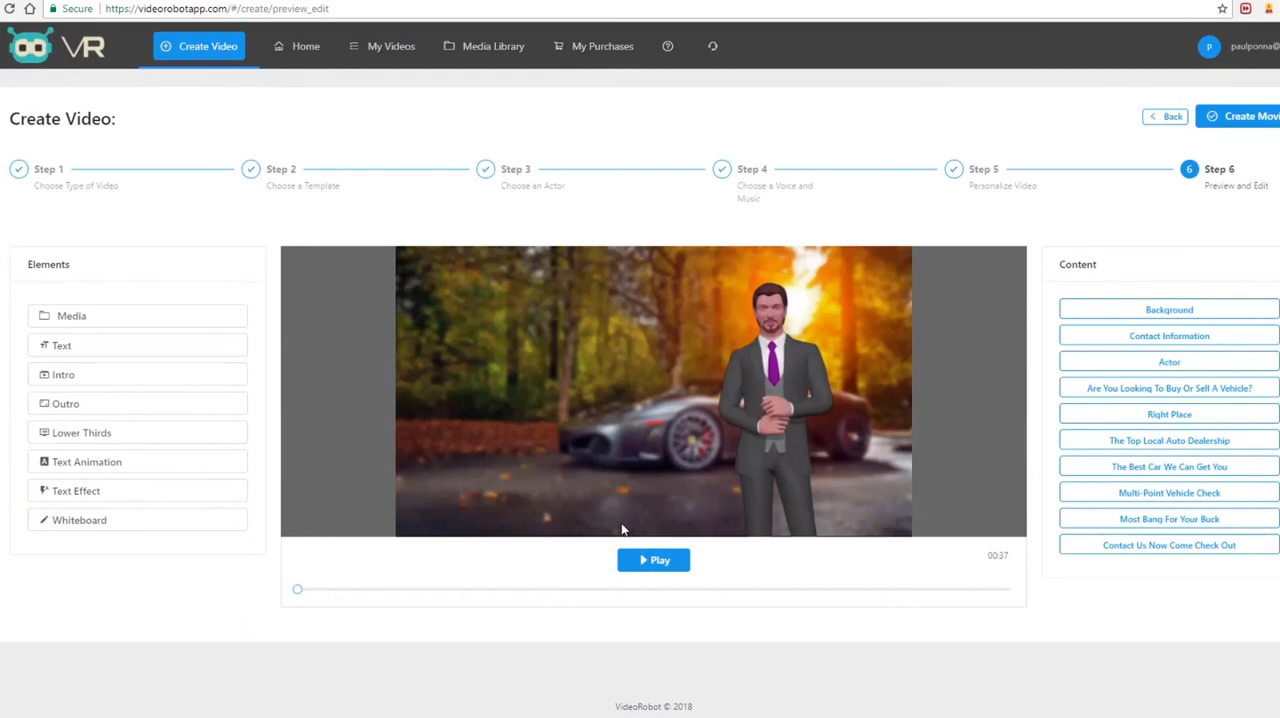 Secure https://videorobotapp.com/#/create/preview_edit
VR
Create Video
Home
My Videos
Media Library
My Purchases
P
paulponna@
Create Video:
Back
Create Movi
Step 1
Choose Type of Video
Step 2
Choose a Template
Step 3
Choose an Actor
Step 4
Choose a Voice and
Music
Step 5
Personalize Video
6
Step 6
Preview and Edit
Elements
Media
Text
Intro
Outro
Lower Thirds
Text Animation
Text Effect
Whiteboard
Play
00:37
Content
Background
Contact Information
Actor
Are You Looking To Buy Or Sell A Vehicle?
Right Place
The Top Local Auto Dealership
The Best Car We Can Get You
Multi-Point Vehicle Check
Most Bang For Your Buck
Contact Us Now Come Check Out
VideoRobot © 2018